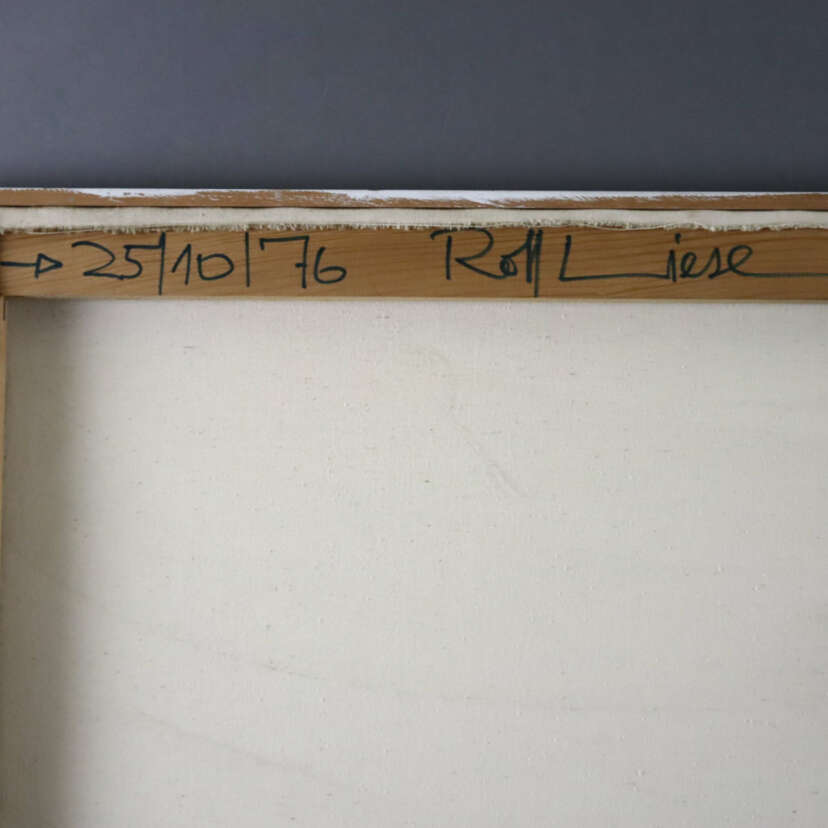 → 25/10/76 Rolf Liese